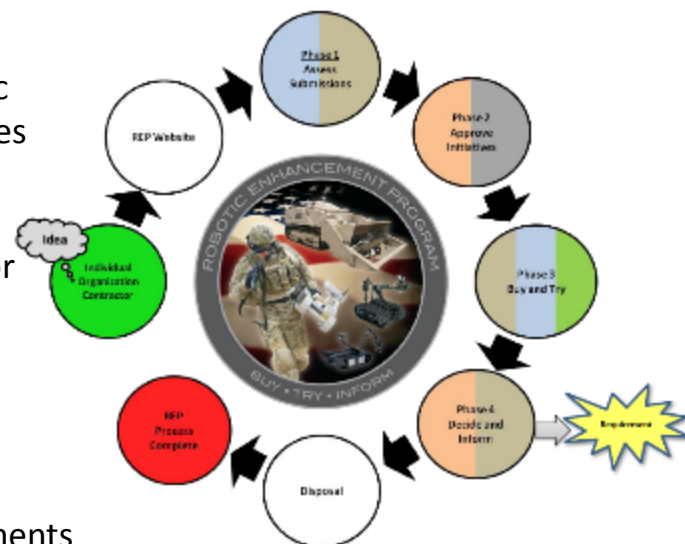 Phase 1
Assess
Submissions
c
es
REP Website
Phase 2
Approve
Initiatives
ROBOTIC ENHANCEMENT PROGRAM
Idea
or
Individual
Organization
Contractor
Phase 3
Buy and Try
BUY • TRY • INFORM
REP
Process
Complete
Phase 4
Decide and
Inform
Requirement
Disposal
ments